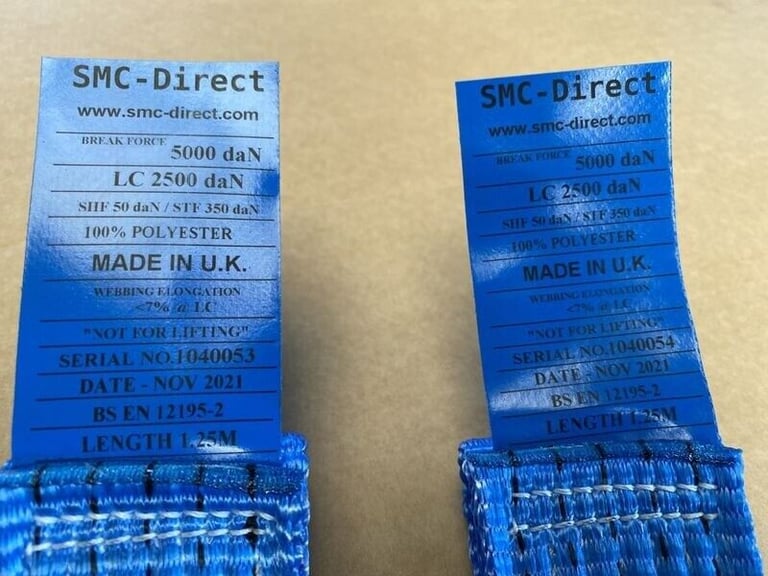 SMC-Direct
www.smc-direct.com
BREAK FORCE 5000 daN
LC 2500 daN
SHF 50 daN / STF 350 daN
100% POLYESTER
MADE IN U.K.
WEBBING ELONGATION
<7% @ LC
"NOT FOR LIFTING"
SERIAL NO.1040053
DATE - NOV 2021
BS EN 12195-2
LENGTH 1.25M
SMC-Direct
www.smc-direct.com
BREAK FORCE 5000 daN
LC 2500 daN
SHF 50 daN / STF 350 daN
100% POLYESTER
MADE IN U.K.
WEBBING ELONGATION
<7% @ LC
"NOT FOR LIFTING"
SERIAL NO.1040054
DATE - NOV 2021
BS EN 12195-2
LENGTH 1.25M